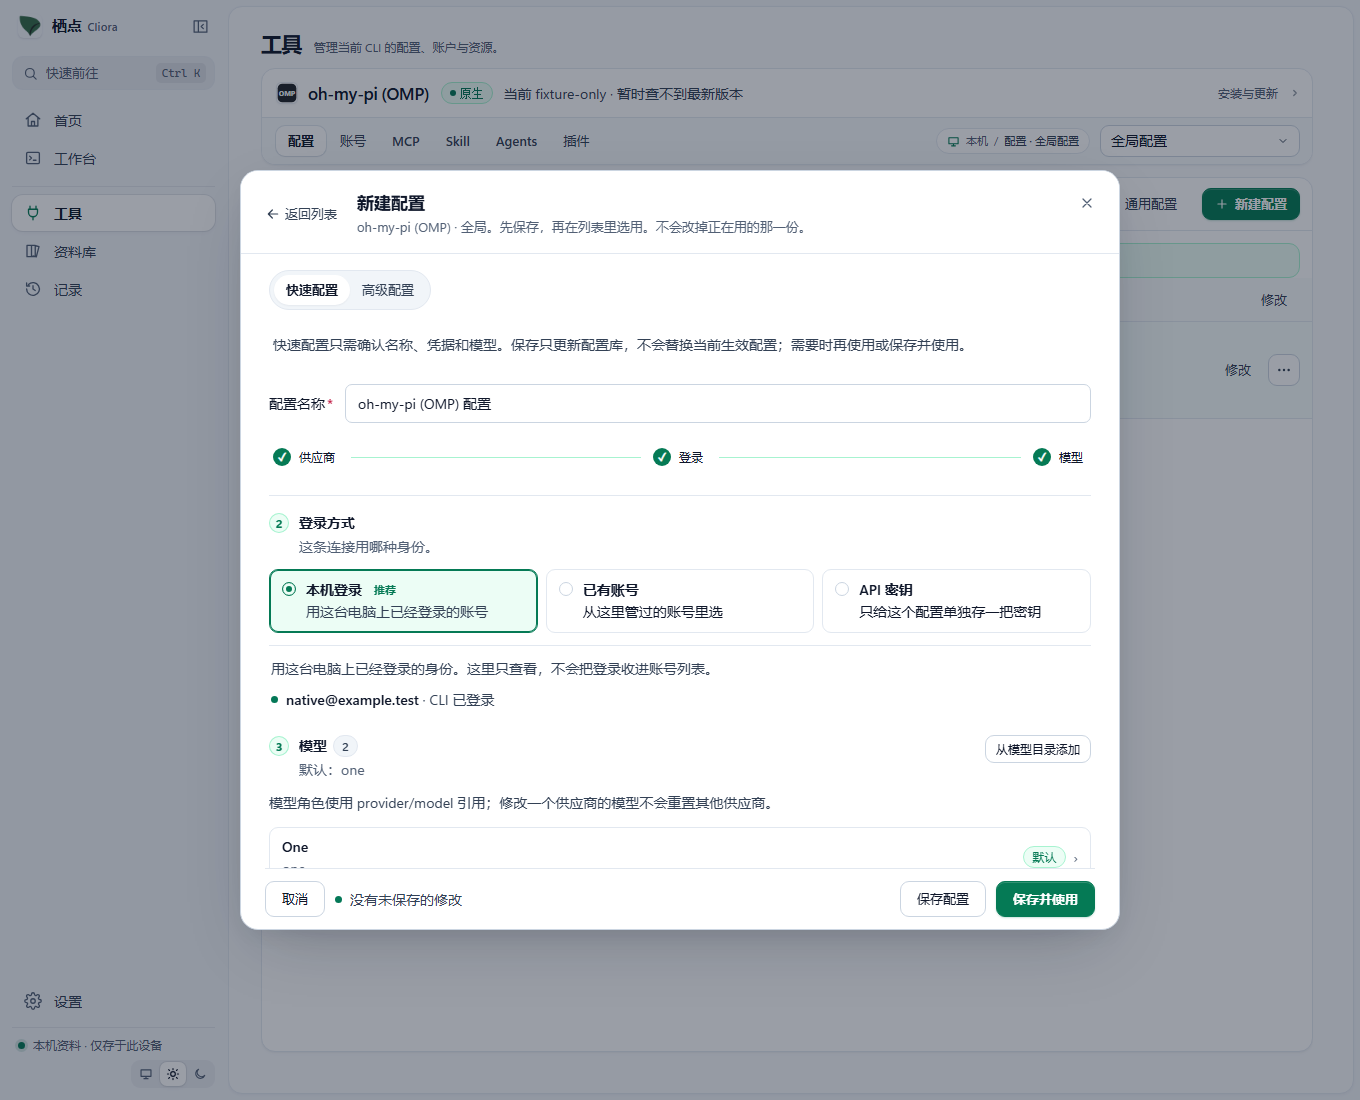 栖点 Cliora
快速前往 Ctrl K
首页
工作台
工具
资料库
记录
设置
本机资料 · 仅存于此设备
工具 管理当前 CLI 的配置、账户与资源。
OMP oh-my-pi (OMP) 原生 当前 fixture-only · 暂时查不到最新版本 安装与更新
配置 账号 MCP Skill Agents 插件 本机 / 配置 · 全局配置 全局配置
通用配置 新建配置
修改
修改
返回列表
新建配置
oh-my-pi (OMP) · 全局。先保存，再在列表里选用。不会改掉正在用的那一份。
快速配置 高级配置
快速配置只需确认名称、凭据和模型。保存只更新配置库，不会替换当前生效配置；需要时再使用或保存并使用。
配置名称* oh-my-pi (OMP) 配置
供应商 登录 模型
2 登录方式
这条连接用哪种身份。
本机登录 推荐
用这台电脑上已经登录的账号
已有账号
从这里管过的账号里选
API 密钥
只给这个配置单独存一把密钥
用这台电脑上已经登录的身份。这里只查看，不会把登录收进账号列表。
native@example.test · CLI 已登录
3 模型 2 从模型目录添加
默认：one
模型角色使用 provider/model 引用；修改一个供应商的模型不会重置其他供应商。
One
默认
取消 没有未保存的修改 保存配置 保存并使用